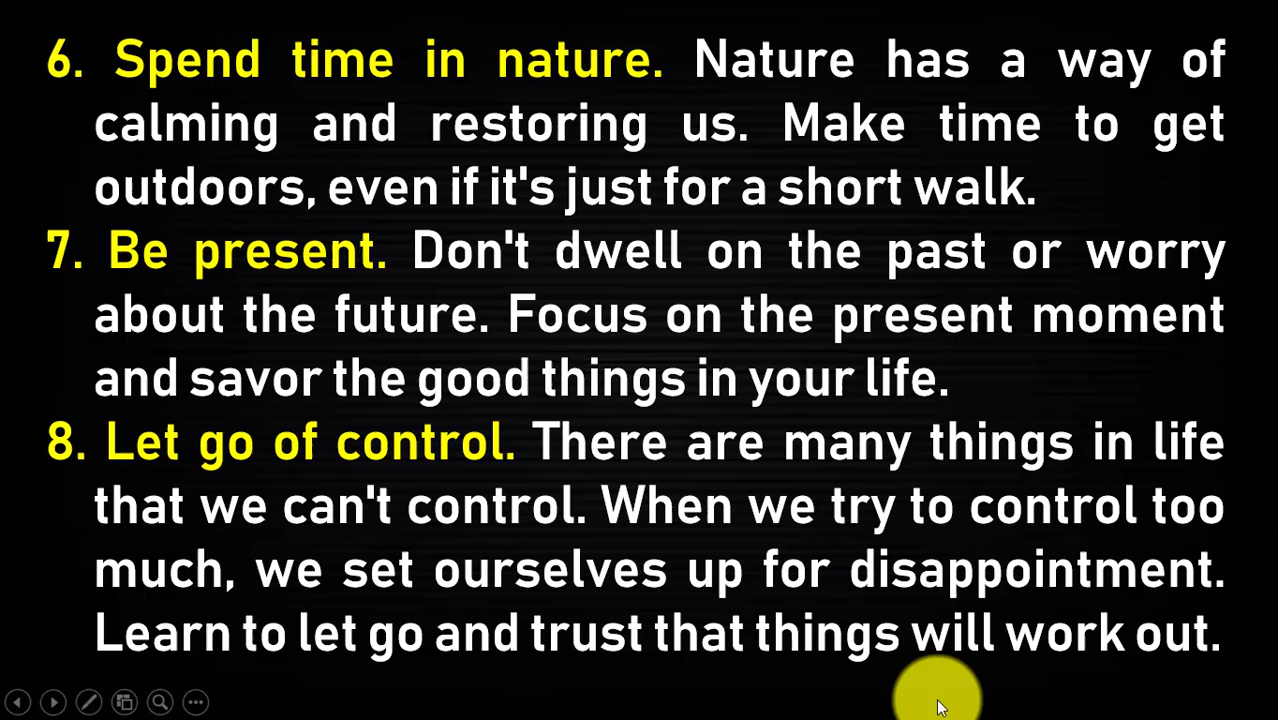 6. Spend time in nature. Nature has a way of
calming and restoring us. Make time to get
outdoors, even if it's just for a short walk.
7. Be present. Don't dwell on the past or worry
about the future. Focus on the present moment
and savor the good things in your life.
8. Let go of control. There are many things in life
that we can't control. When we try to control too
much, we set ourselves up for disappointment.
Learn to let go and trust that things will work out.